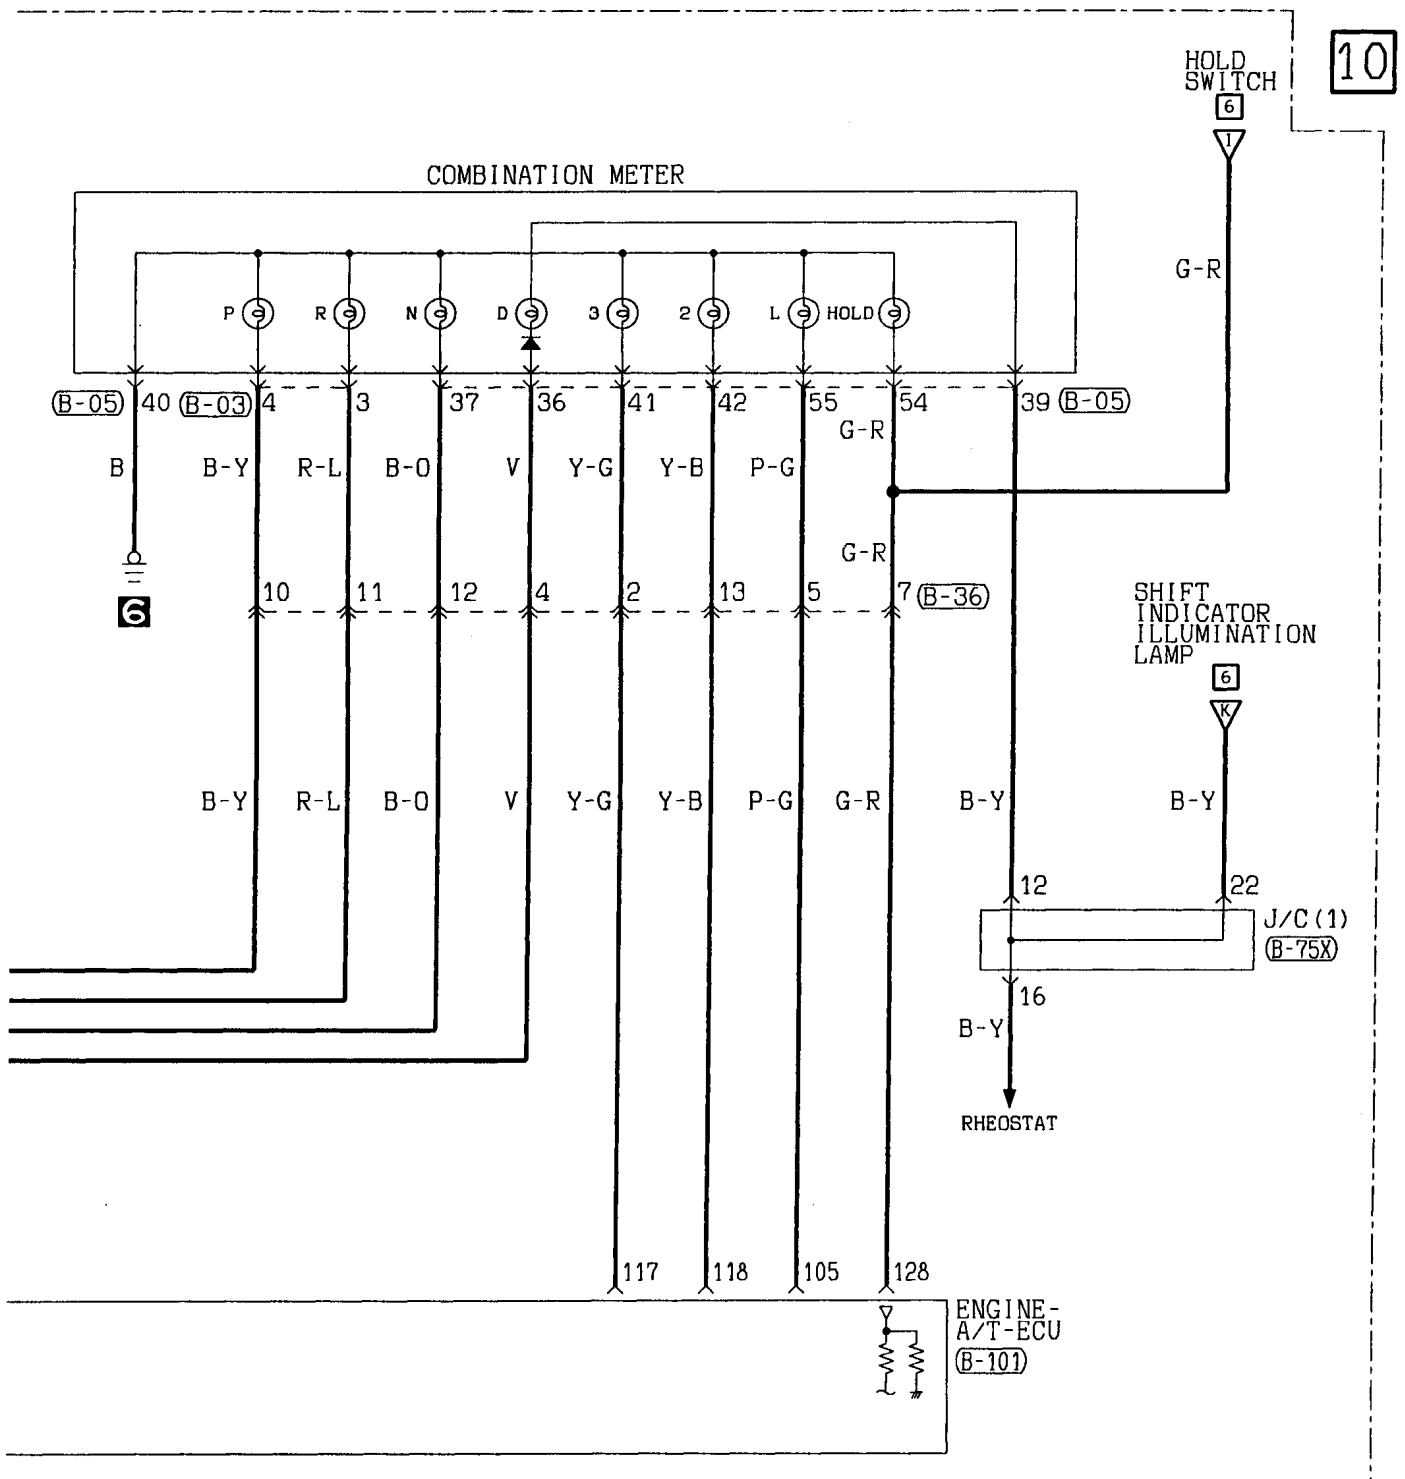 10
HOLD
SWITCH
6
I
COMBINATION METER
G-R
P R N D 3 2 L HOLD
B-05 40 B-03 4 3 37 36 41 42 55 54 39 B-05
G-R
B B-Y R-L B-O V Y-G Y-B P-G
G-R
10 11 12 4 2 13 5 7 B-36
6
SHIFT
INDICATOR
ILLUMINATION
LAMP
6
K
B-Y R-L B-O V Y-G Y-B P-G G-R B-Y B-Y
12 22
J/C(1)
B-75X
16
B-Y
RHEOSTAT
117 118 105 128
ENGINE-
A/T-ECU
B-101